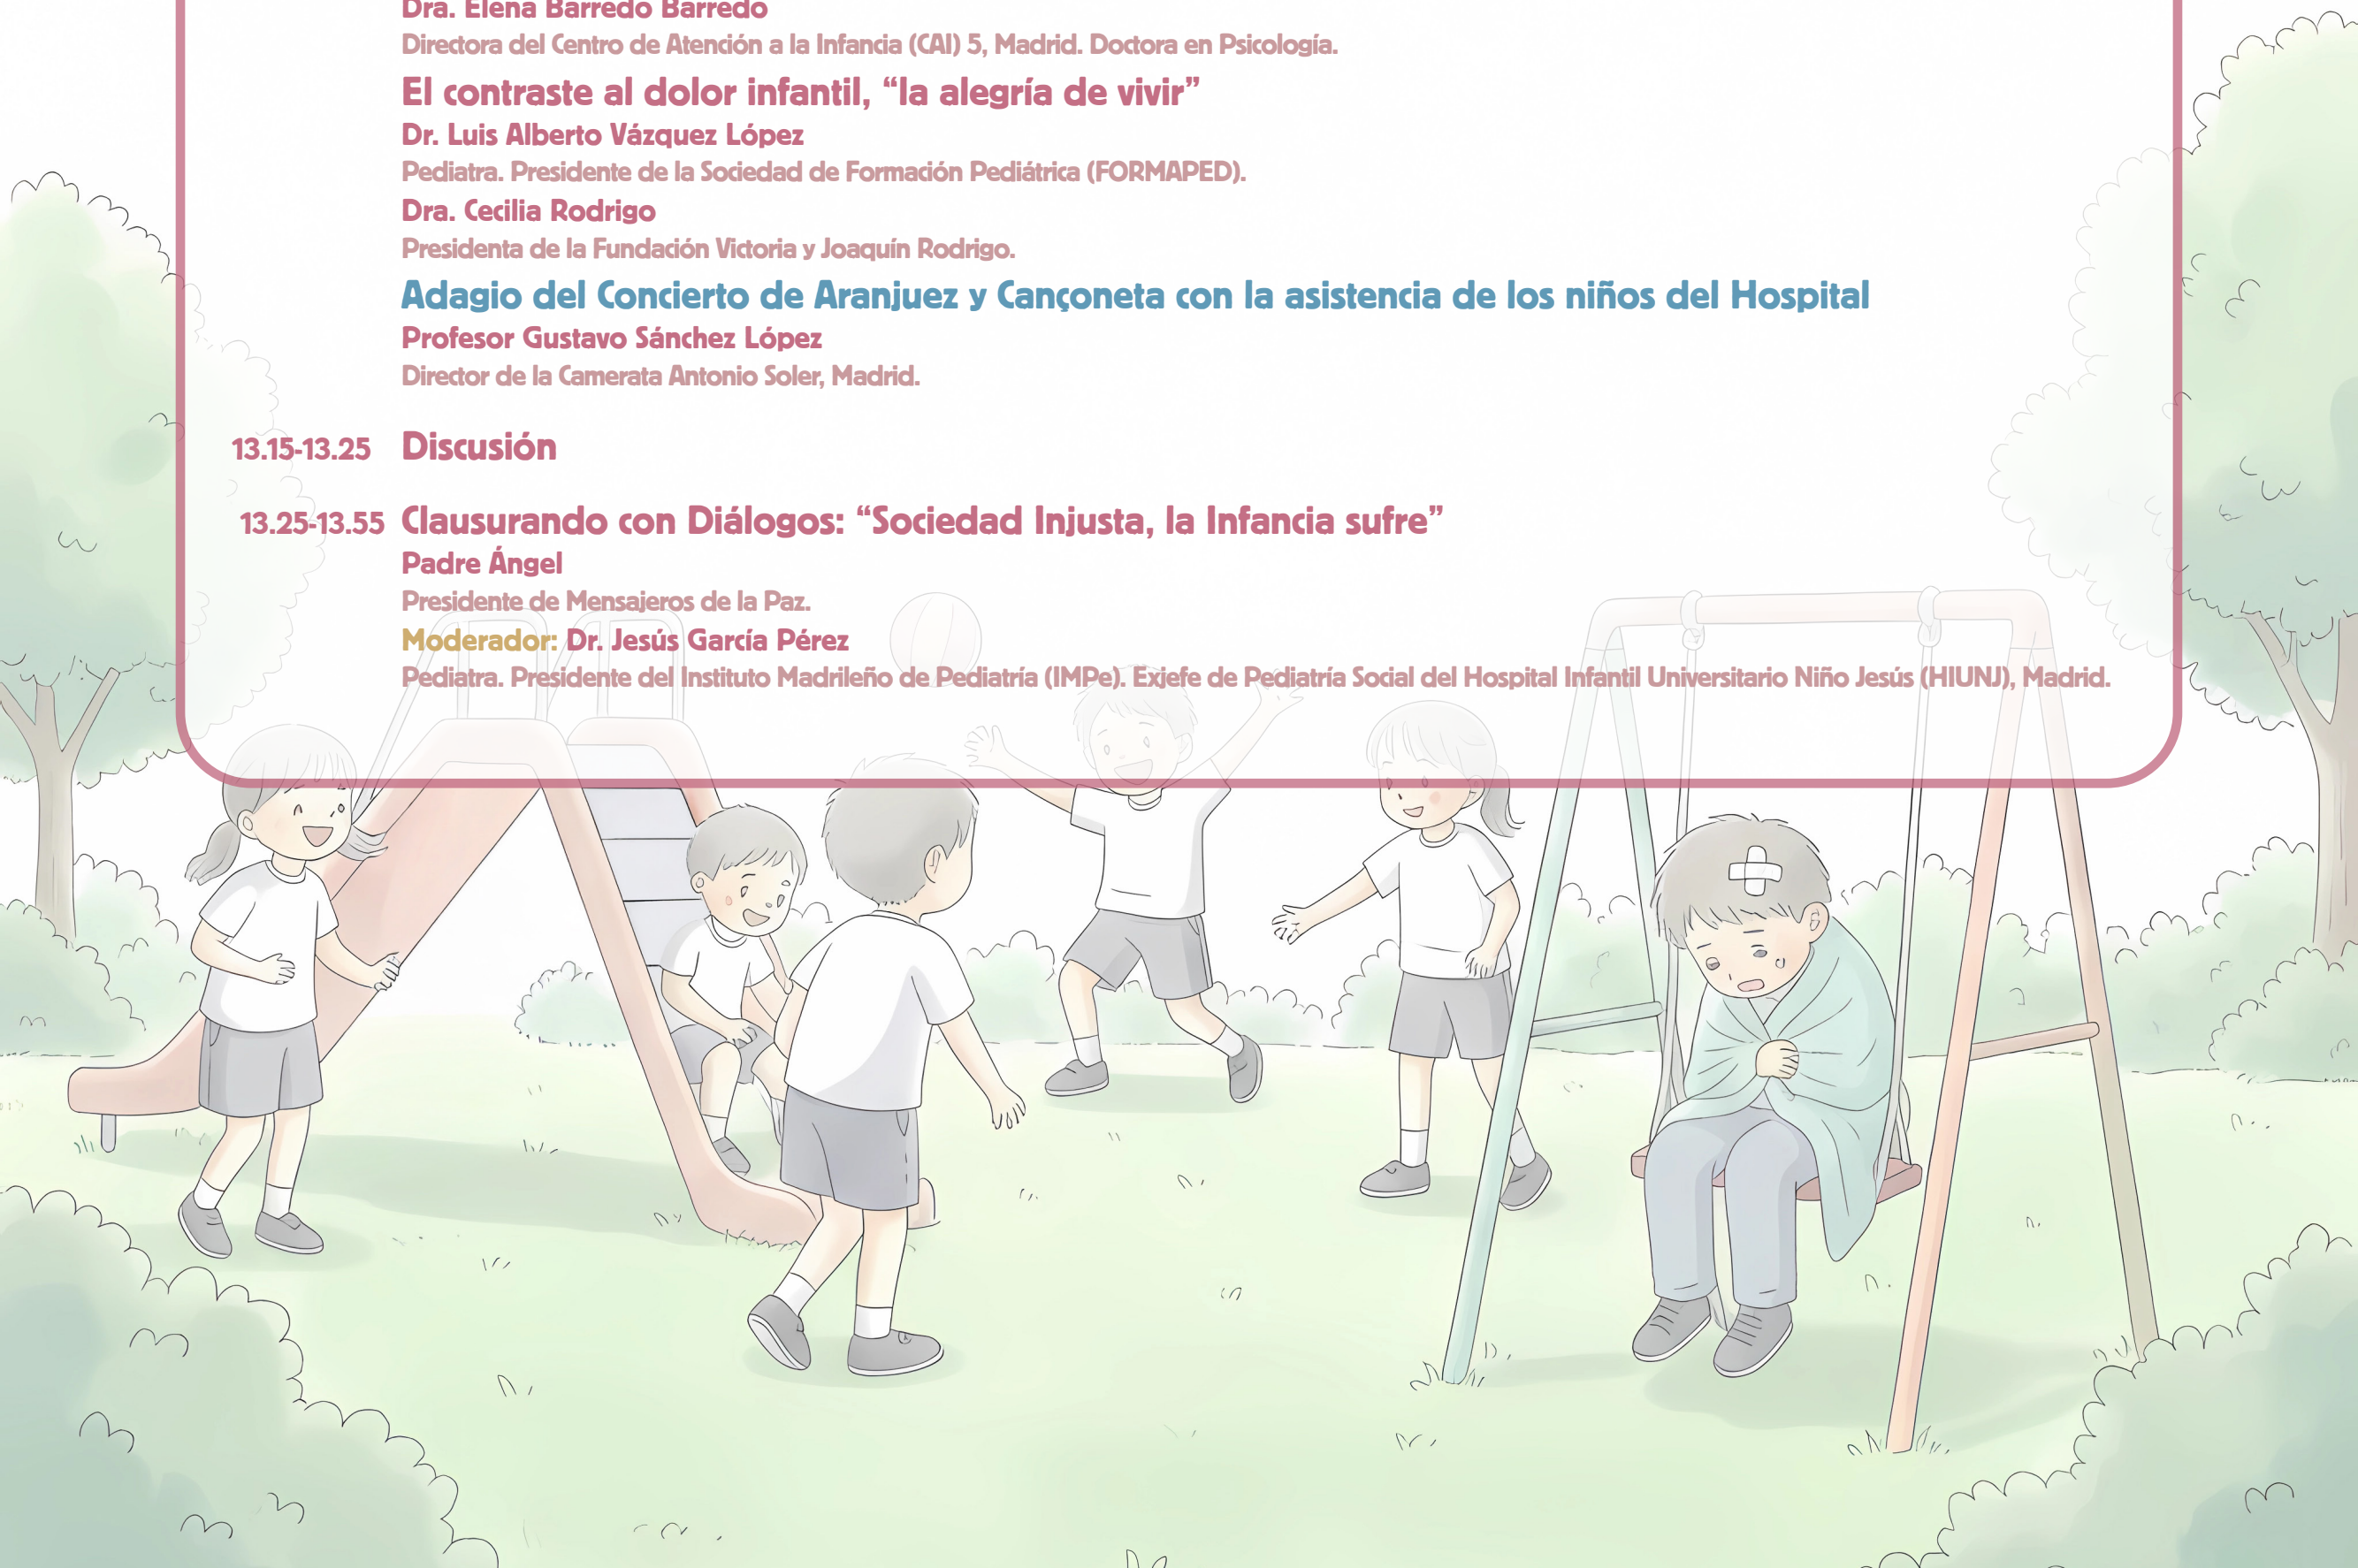 Dra. Elena Barredo Barredo
Directora del Centro de Atención a la Infancia (CAI) 5, Madrid. Doctora en Psicología.
El contraste al dolor infantil, “la alegría de vivir”
Dr. Luis Alberto Vázquez López
Pediatra. Presidente de la Sociedad de Formación Pediátrica (FORMAPED).
Dra. Cecilia Rodrigo
Presidenta de la Fundación Victoria y Joaquín Rodrigo.
Adagio del Concierto de Aranjuez y Cançoneta con la asistencia de los niños del Hospital
Profesor Gustavo Sánchez López
Director de la Camerata Antonio Soler, Madrid.
13.15-13.25 Discusión
13.25-13.55 Clausurando con Diálogos: “Sociedad Injusta, la Infancia sufre”
Padre Ángel
Presidente de Mensajeros de la Paz.
Moderador: Dr. Jesús García Pérez
Pediatra. Presidente del Instituto Madrileño de Pediatría (IMPe). Exjefe de Pediatría Social del Hospital Infantil Universitario Niño Jesús (HIUNJ), Madrid.